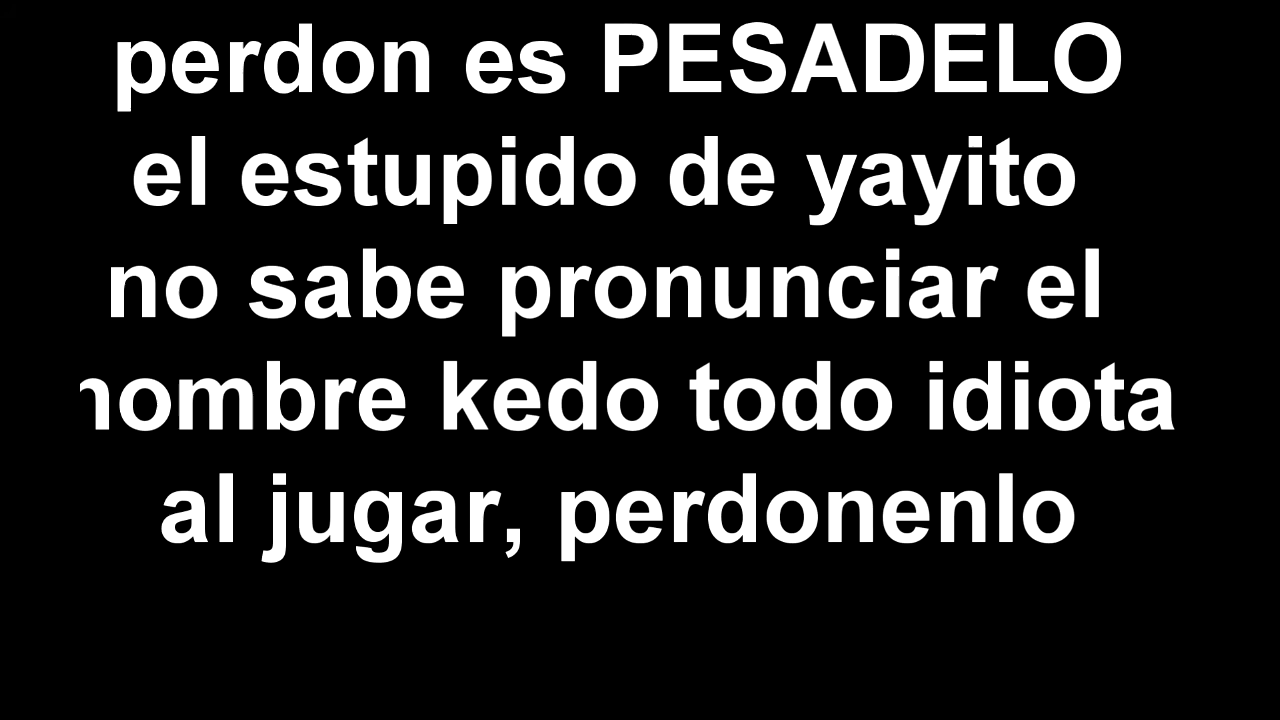 perdon es PESADELO
el estupido de yayito
no sabe pronunciar el
nombre kedo todo idiota
al jugar, perdonenlo